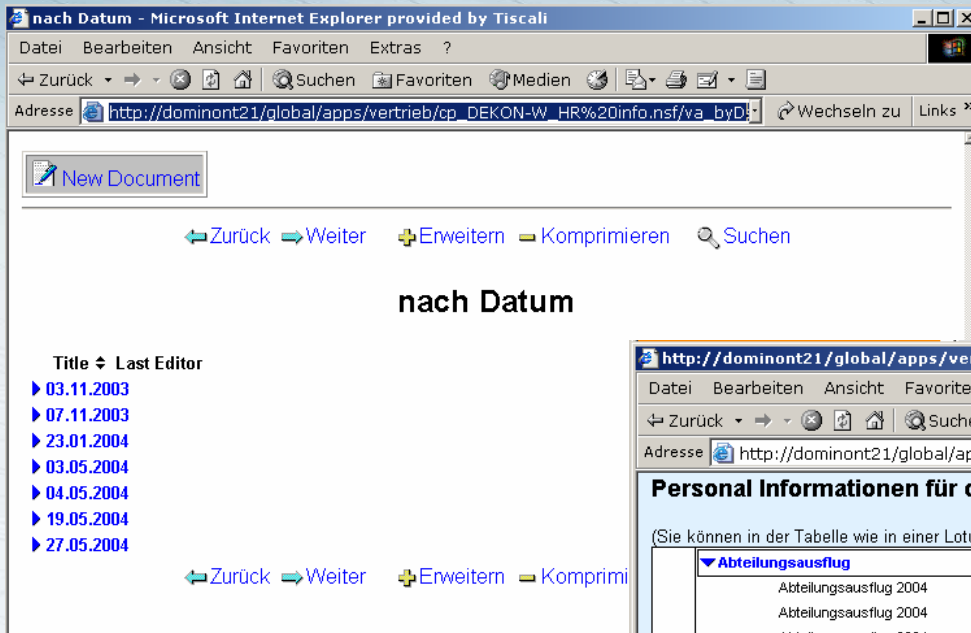 nach Datum - Microsoft Internet Explorer provided by Tiscali
Datei Bearbeiten Ansicht Favoriten Extras ?
Zurück Suchen Favoriten Medien
Adresse http://dominont21/global/apps/vertrieb/cp_DEKON-W_HR%20info.nsf/va_byD Wechseln zu Links »
New Document
Zurück Weiter Erweitern Komprimieren Suchen
nach Datum
Title Last Editor
03.11.2003
07.11.2003
23.01.2004
03.05.2004
04.05.2004
19.05.2004
27.05.2004
Zurück Weiter Erweitern Komprimi
http://dominont21/global/apps/ve
Datei Bearbeiten Ansicht Favorite
Zurück Suche
Adresse http://dominont21/global/ap
Personal Informationen für
(Sie können in der Tabelle wie in einer Lotu
Abteilungsausflug
Abteilungsausflug 2004
Abteilungsausflug 2004